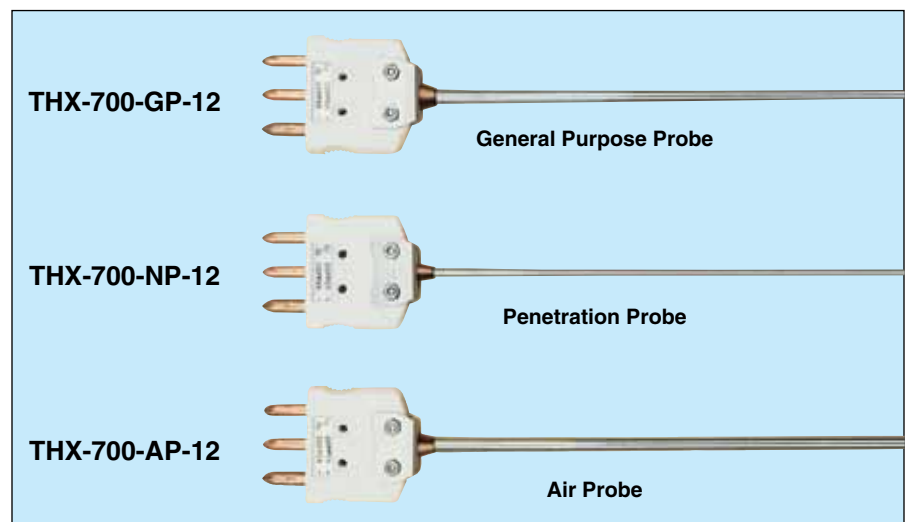 THX-700-GP-12
General Purpose Probe
THX-700-NP-12
Penetration Probe
THX-700-AP-12
Air Probe